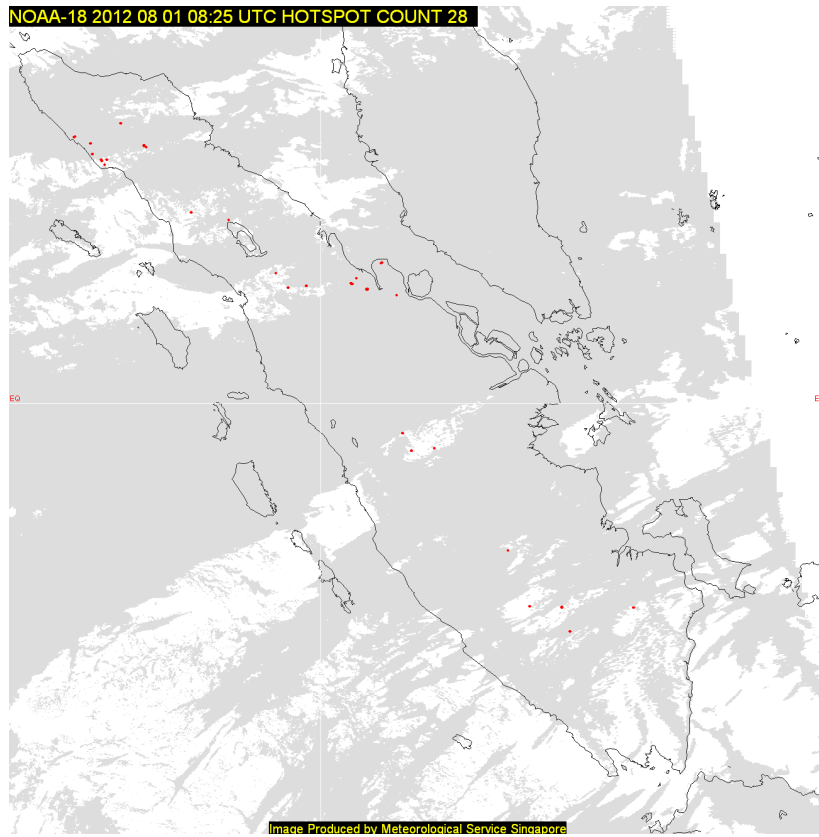 NOAA-18 2012 08 01 08:25 UTC HOTSPOT COUNT 28
EQ E
Image Produced by Meteorological Service Singapore